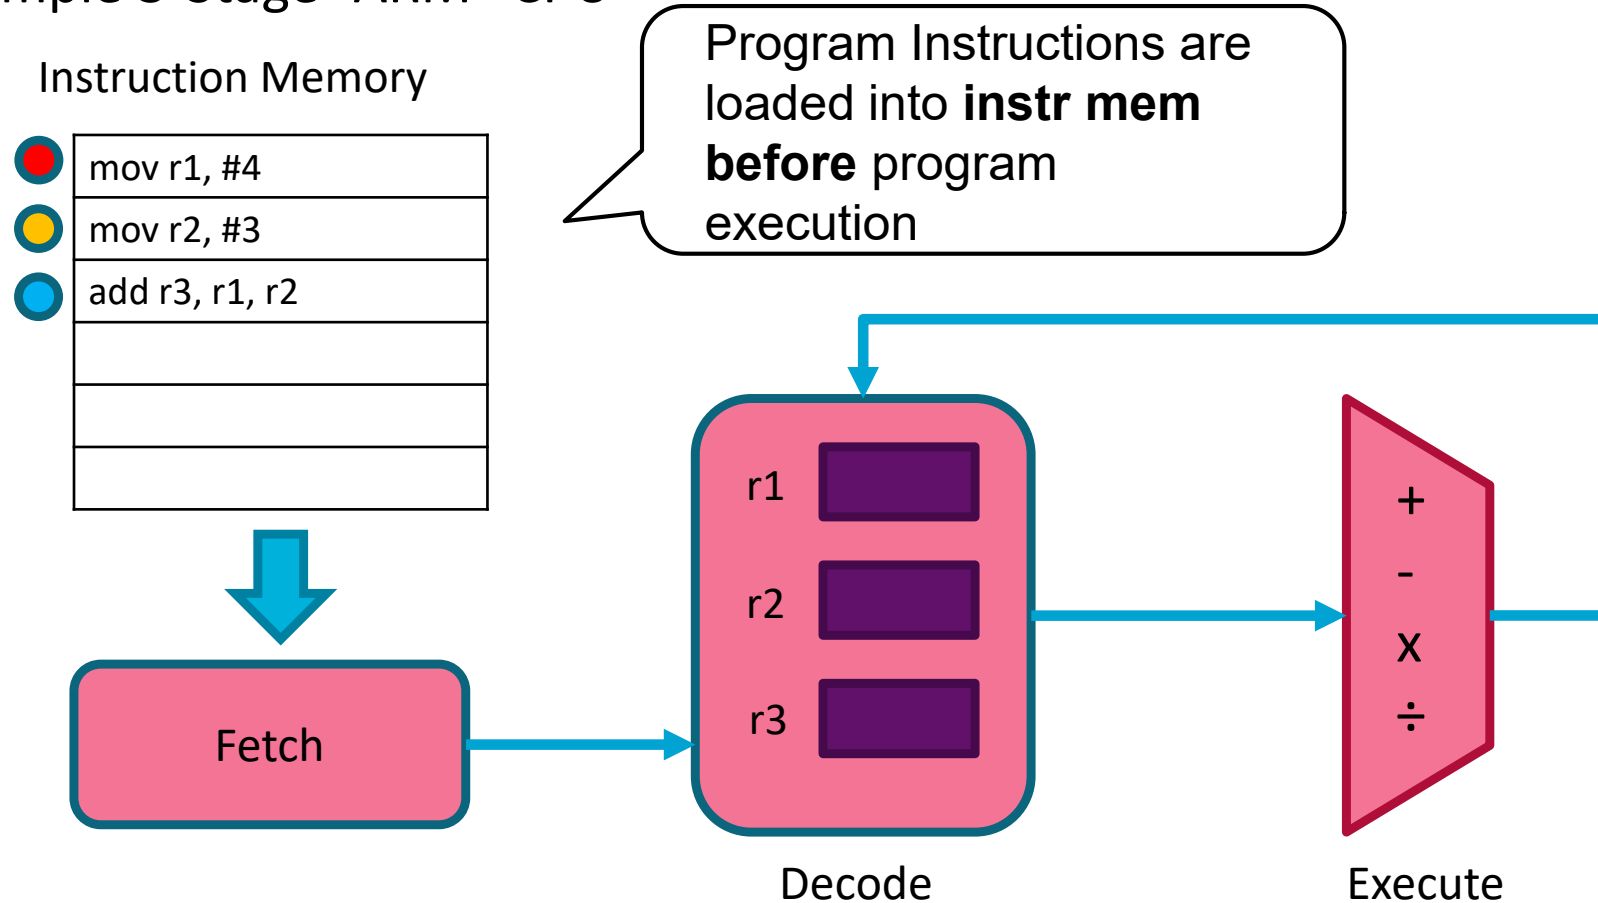 Instruction Memory
Program Instructions are
loaded into instr mem
before program
execution
mov r1, #4
mov r2, #3
add r3, r1, r2
r1
r2
r3
+
-
x
÷
Fetch
Decode
Execute